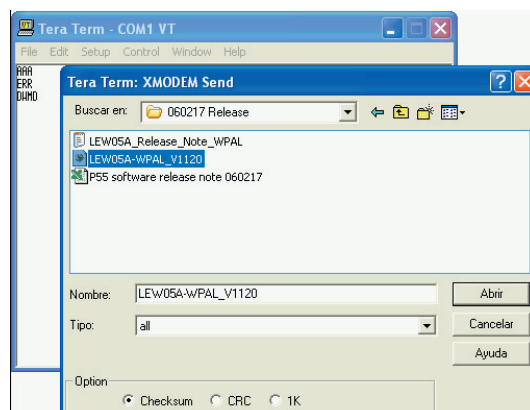 Tera Term - COM1 VT
File Edit Setup Control Window Help
AAA
ERR
DWMD
Tera Term: XMODEM Send
Buscar en: 060217 Release
LEW05A_Release_Note_WPAL
LEW05A-WPAL_V1120
P55 software release note 060217
Nombre: LEW05A-WPAL_V1120 Abrir
Tipo: all Cancelar
Ayuda
Option
Checksum CRC 1K